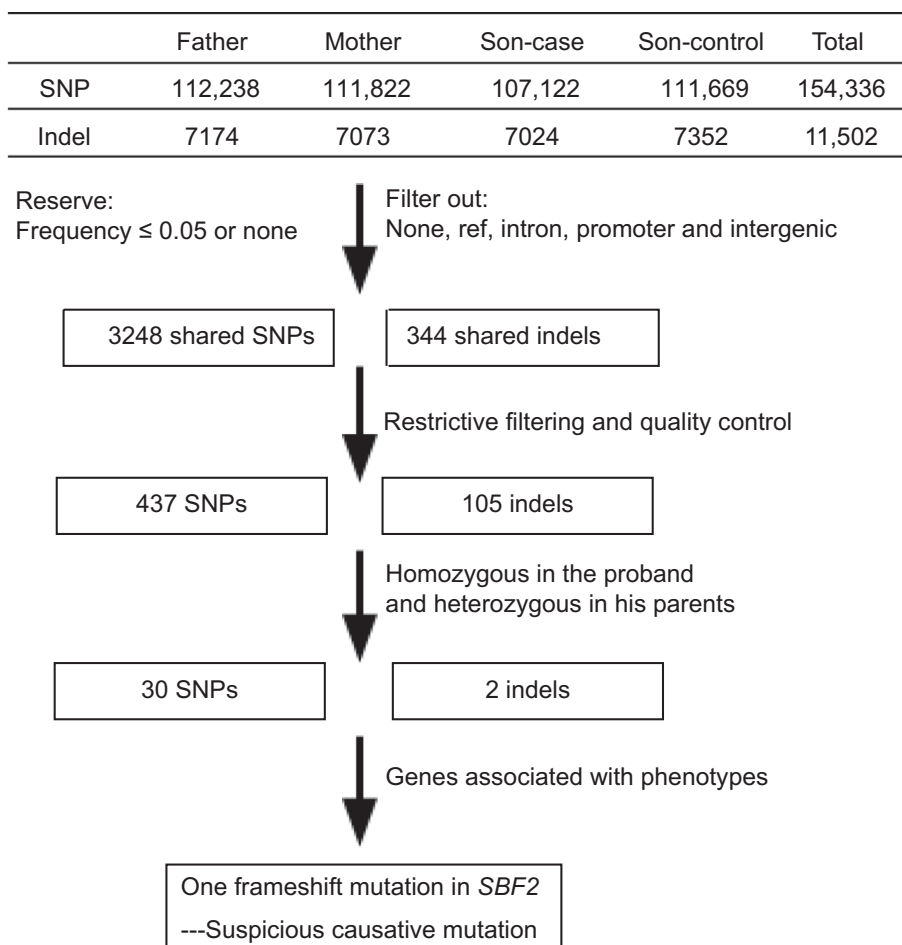 Father Mother Son-case Son-control Total
SNP 112,238 111,822 107,122 111,669 154,336
Indel 7174 7073 7024 7352 11,502
Reserve:
Frequency ≤ 0.05 or none
Filter out:
None, ref, intron, promoter and intergenic
3248 shared SNPs
344 shared indels
Restrictive filtering and quality control
437 SNPs
105 indels
Homozygous in the proband
and heterozygous in his parents
30 SNPs
2 indels
Genes associated with phenotypes
One frameshift mutation in SBF2
---Suspicious causative mutation